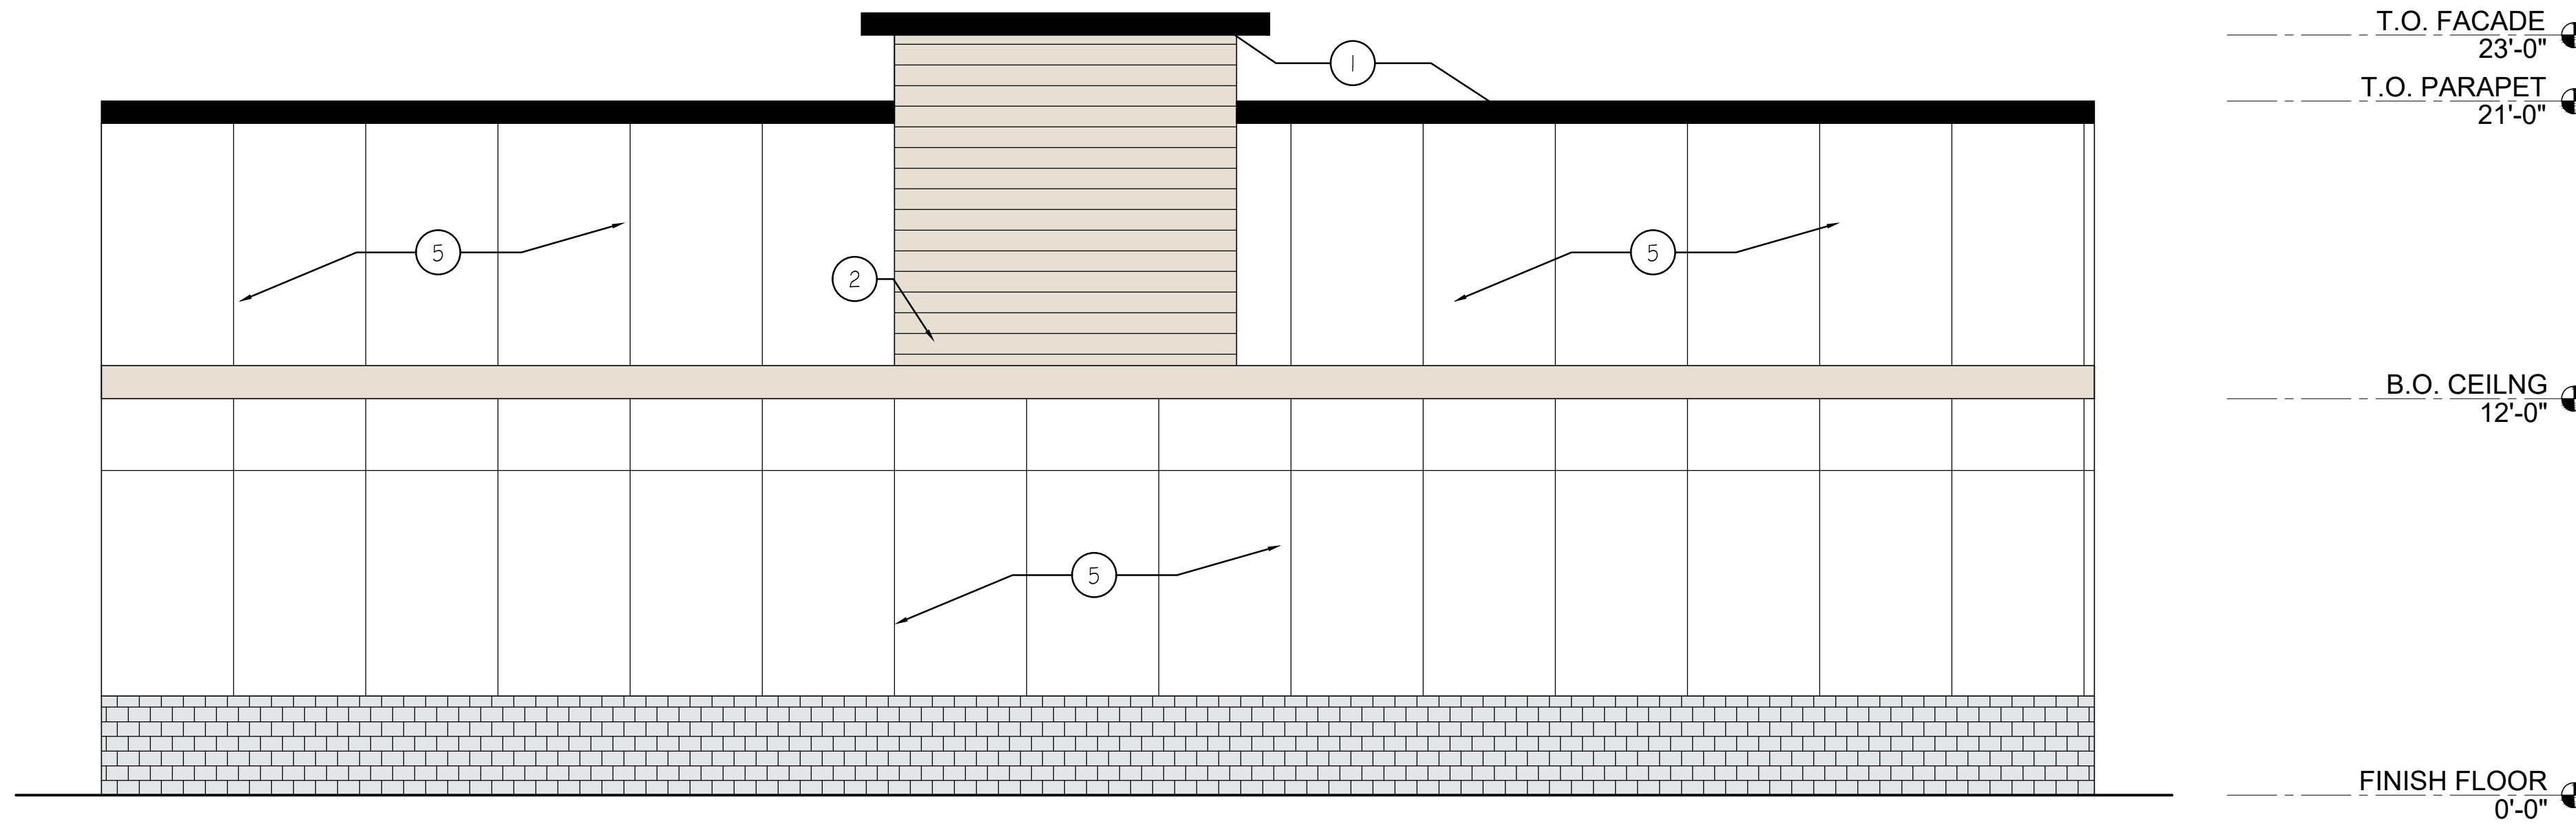 T.O. FACADE
23'-0"
1
T.O. PARAPET
21'-0"
5
5
2
B.O. CEILNG
12'-0"
5
FINISH FLOOR
0'-0"